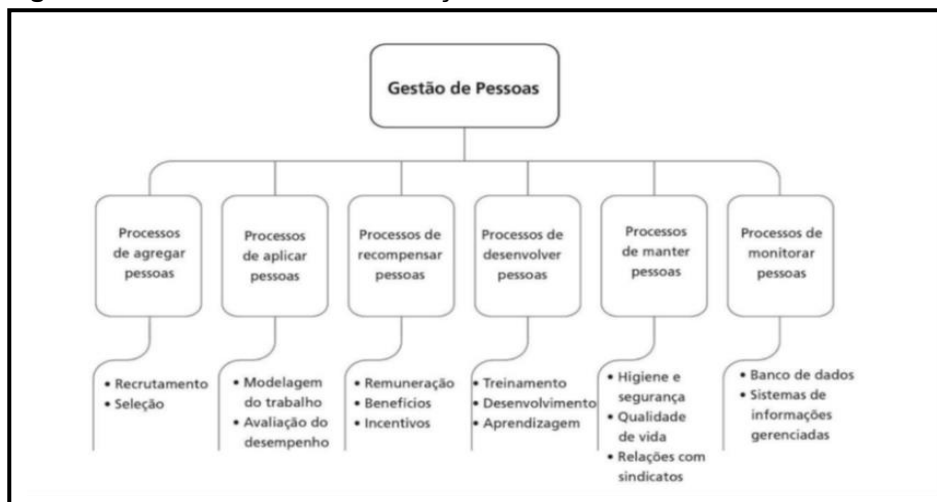 Gestão de Pessoas
Processos
de agregar
pessoas
Processos
de aplicar
pessoas
Processos de
recompensar
pessoas
Processos de
desenvolver
pessoas
Processos
de manter
pessoas
Processos de
monitorar
pessoas
• Recrutamento
• Seleção
• Modelagem
do trabalho
• Avaliação do
desempenho
• Remuneração
• Benefícios
• Incentivos
• Treinamento
• Desenvolvimento
• Aprendizagem
• Higiene e
segurança
• Qualidade
de vida
• Relações com
sindicatos
• Banco de dados
• Sistemas de
informações
gerenciadas